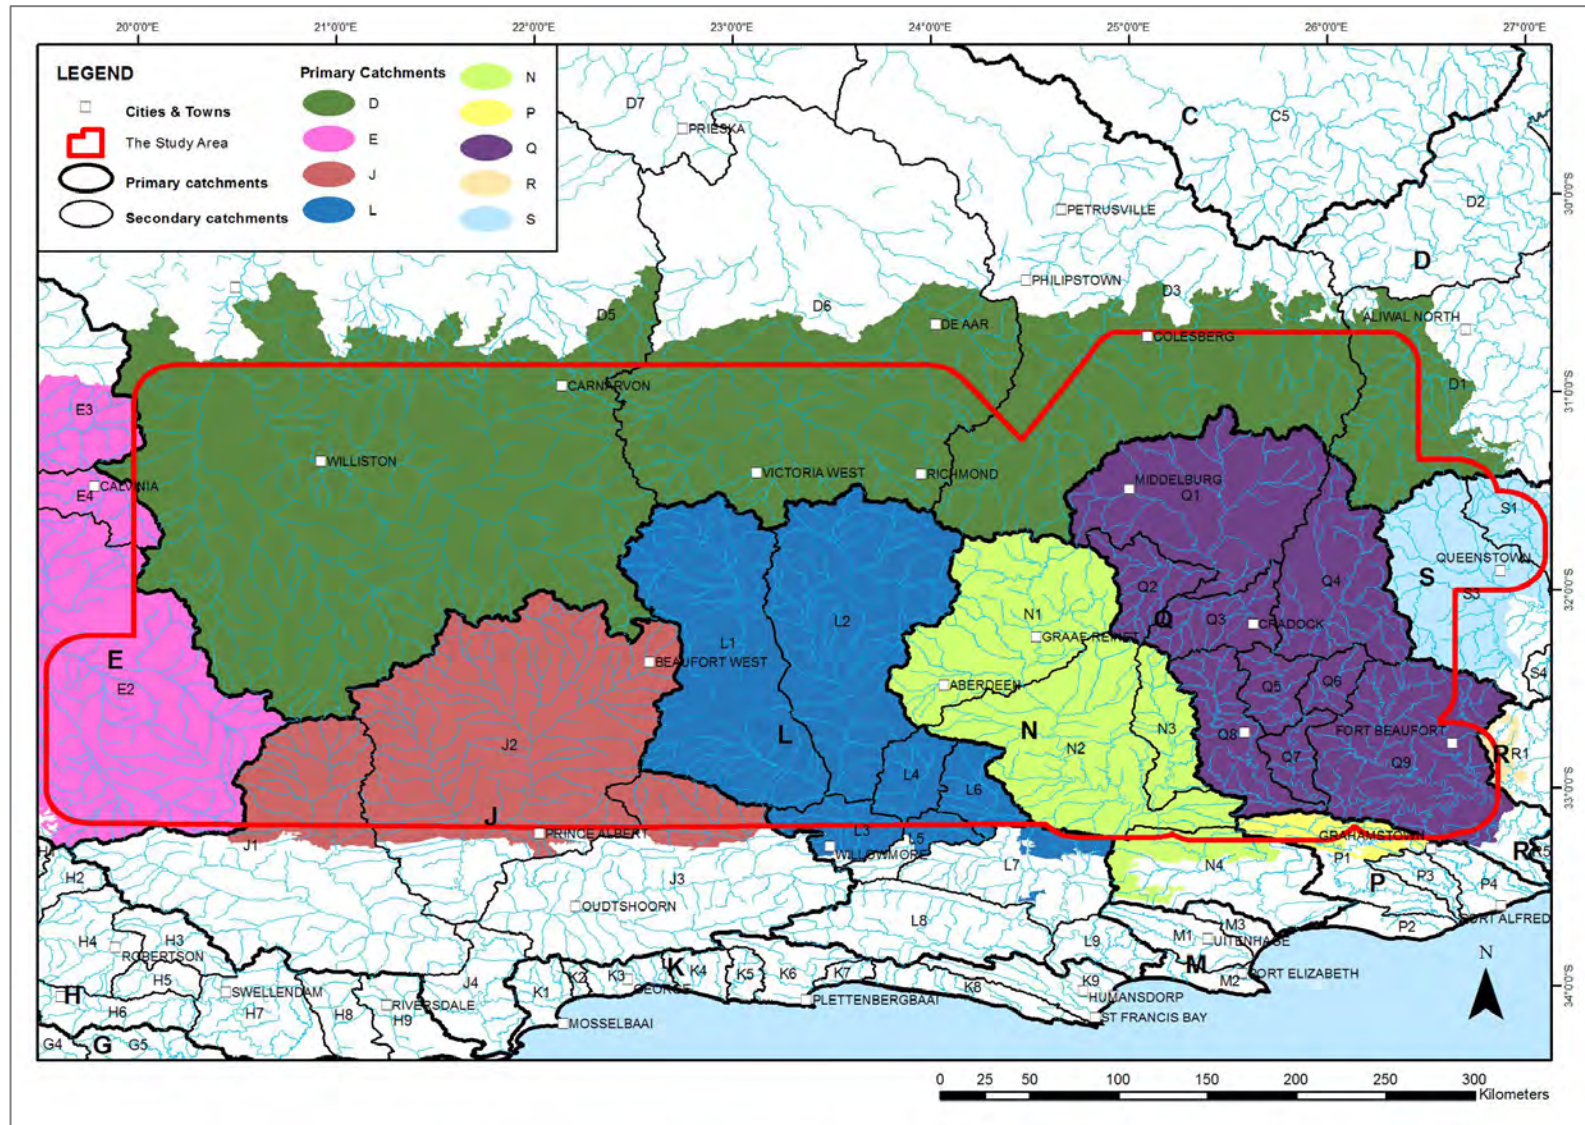 20°0'0"E 21°0'0"E 22°0'0"E 23°0'0"E 24°0'0"E 25°0'0"E 26°0'0"E 27°0'0"E
LEGEND
Cities & Towns
The Study Area
Primary catchments
Secondary catchments
Primary Catchments
D
E
J
L
N
P
Q
R
S
D7
PRIESKA
C
C5
30°0'0"S
PETRUSVILLE
D2
D
PHILIPSTOWN
D3
D5
D6
DE AAR
ALIWAL NORTH
COLESBERG
CARNARVON
D1
31°0'0"S
E3
WILLISTON
VICTORIA WEST
RICHMOND
E4
CALVINIA
MIDDELBURG
Q1
S1
QUEENSTOWN
S
S3
32°0'0"S
Q2
Q4
N1
Q
Q3
CRADOCK
GRAAF REINET
L1
L2
E
E2
BEAUFORT WEST
ABERDEEN
Q5
Q6
S4
N
N2
N3
L
J2
Q8
FORT BEAUFORT
Q7
Q9
R
R1
L4
L6
33°0'0"S
J
PRINCE ALBERT
L3
L5
WILLOWMORE
GRAHAMSTOWN
J1
H1
H2
J3
L7
N4
P1
P
P3
P4
R
R5
OUDTSHOORN
L8
PORT ALFRED
P2
H4
H3
ROBERTSON
H5
L9
M1
M3
UITENHAGE
M
M2
PORT ELIZABETH
H
H6
SWELLENDAM
H7
H8
RIVERSDALE
H9
J4
K1
K2
K3
GEORGE
K
K4
K5
K6
K7
K8
K9
HUMANSDORP
PLETTENBERGBAAI
ST FRANCIS BAY
MOSSELBAAI
34°0'0"S
G4
G
G5
N
0 25 50 100 150 200 250 300
Kilometers